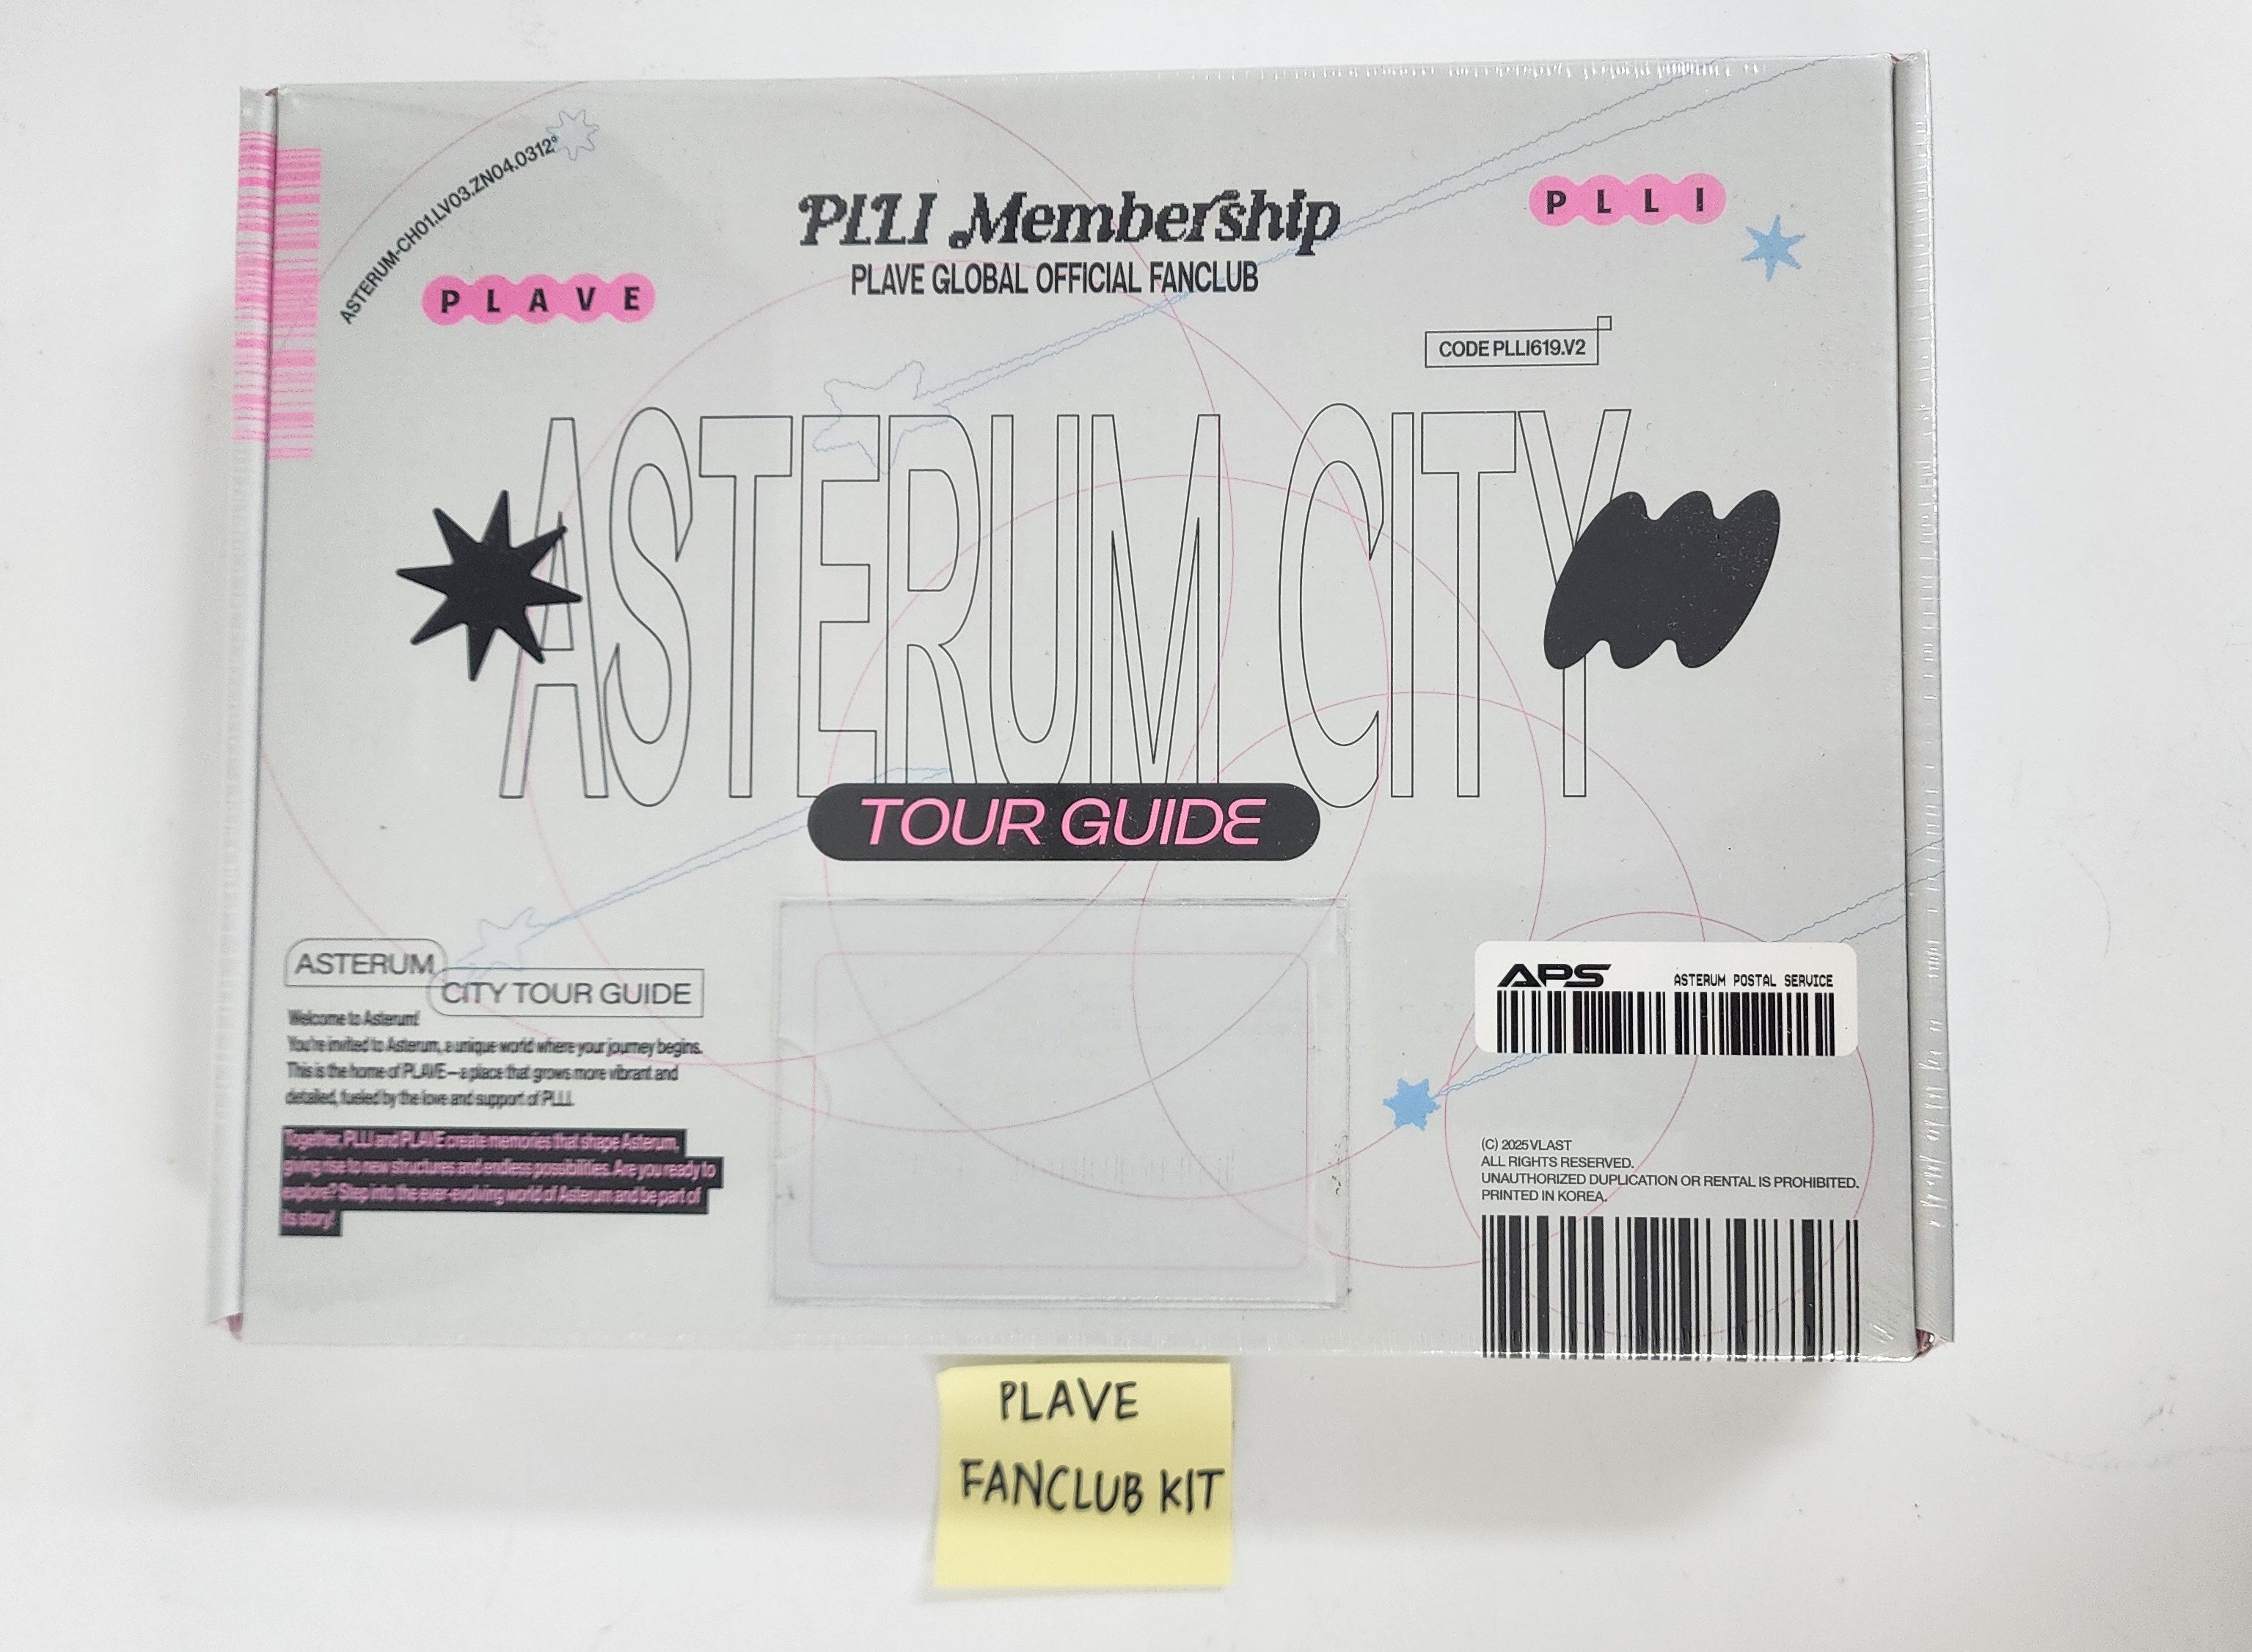 ASTERUM-CH01.LV03.ZN04.0312°
PLLI Membership
PLAVE GLOBAL OFFICIAL FANCLUB
PLLI
PLAVE
CODE PLLI619.V2
ASTERUM CITY
TOUR GUIDE
ASTERUM
CITY TOUR GUIDE
Welcome to Asterum!
You're invited to Asterum, a unique world where your journey begins.
This is the home of PLAVE—a place that grows more vibrant and
detailed, fueled by the love and support of PLLI.
Together, PLLI and PLAVE create memories that shape Asterum,
giving rise to new structures and endless possibilities. Are you ready to
explore? Step into the ever-evolving world of Asterum and be part of
its story!
APS
ASTERUM POSTAL SERVICE
(C) 2025 VLAST
ALL RIGHTS RESERVED.
UNAUTHORIZED DUPLICATION OR RENTAL IS PROHIBITED.
PRINTED IN KOREA.
PLAVE
FANCLUB KIT